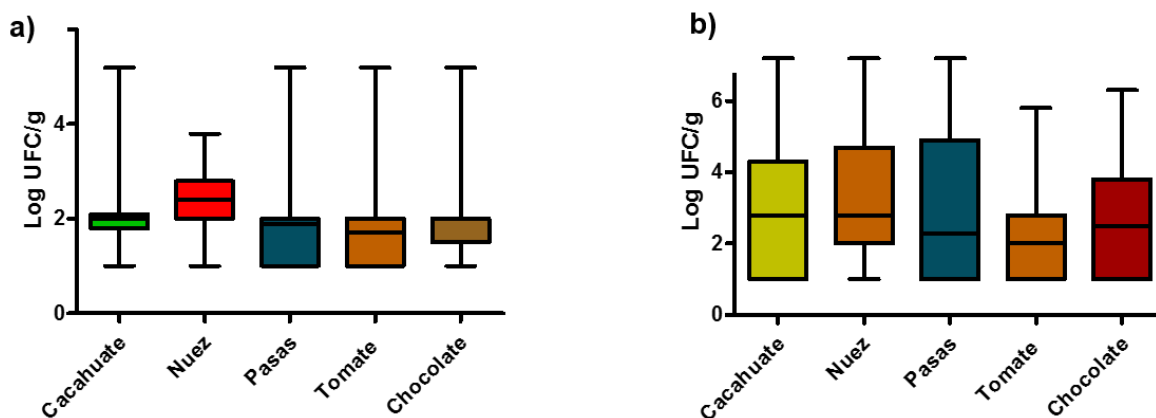 a)
Log UFC/g
4
2
0
Cacahuate
Nuez
Pasas
Tomate
Chocolate
b)
Log UFC/g
6
4
2
0
Cacahuate
Nuez
Pasas
Tomate
Chocolate